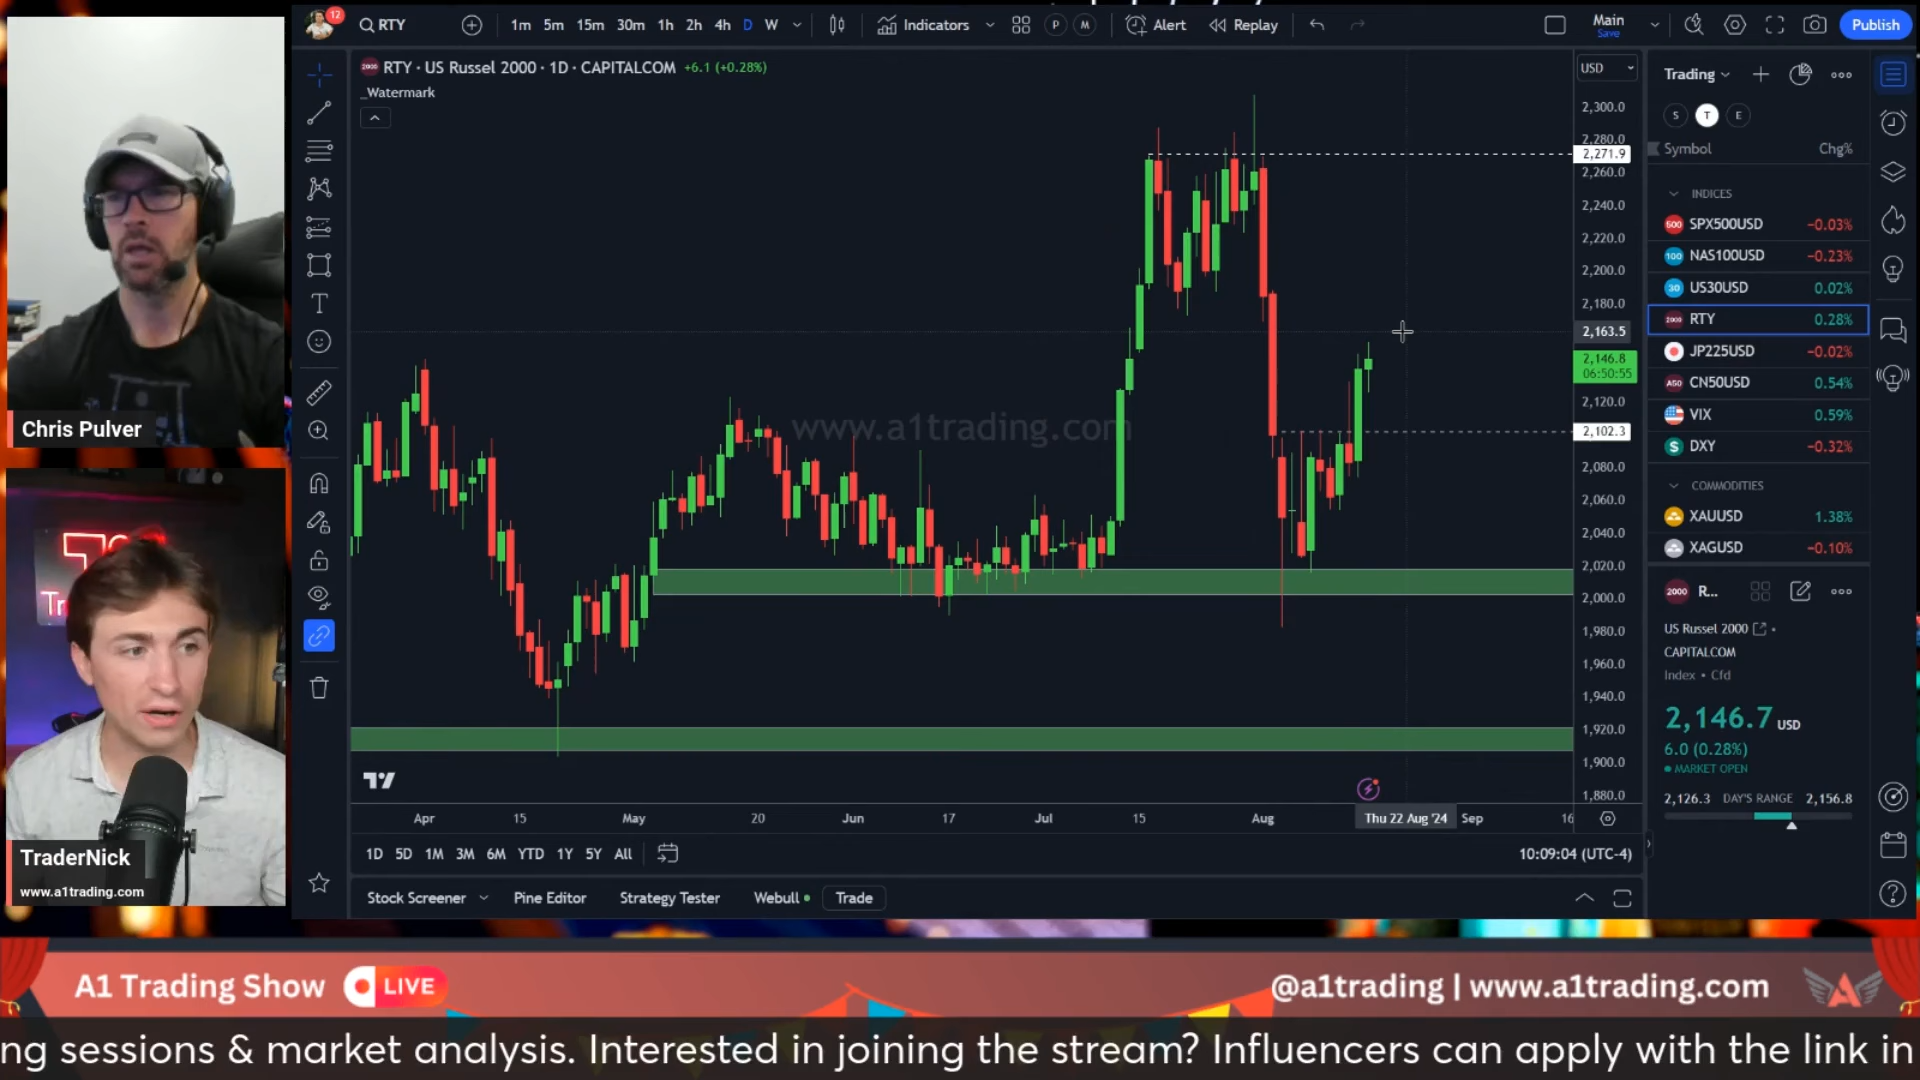 12
RTY
1m 5m 15m 30m 1h 2h 4h D W
Indicators
P M
Alert
Replay
Main
Save
Publish
RTY · US Russel 2000 · 1D · CAPITALCOM +6.1 (+0.28%)
_Watermark
USD
2,300.0
2,280.0
2,271.9
2,260.0
2,240.0
2,220.0
2,200.0
2,180.0
2,163.5
2,146.8
06:50:55
2,120.0
2,102.3
2,080.0
2,060.0
2,040.0
2,020.0
2,000.0
1,980.0
1,960.0
1,940.0
1,920.0
1,900.0
1,880.0
www.a1trading.com
Apr 15 May 20 Jun 17 Jul 15 Aug Thu 22 Aug '24 Sep 16
1D 5D 1M 3M 6M YTD 1Y 5Y All
10:09:04 (UTC-4)
Stock Screener Pine Editor Strategy Tester Webull Trade
Trading
S T E
Symbol Chg%
INDICES
SPX500USD −0.03%
NAS100USD −0.23%
US30USD 0.02%
RTY 0.28%
JP225USD −0.02%
CN50USD 0.54%
VIX 0.59%
DXY −0.32%
COMMODITIES
XAUUSD 1.38%
XAGUSD −0.10%
2000 R...
US Russel 2000
CAPITALCOM
Index • Cfd
2,146.7 USD
6.0 (0.28%)
MARKET OPEN
2,126.3 DAY'S RANGE 2,156.8
Chris Pulver
TraderNick
www.a1trading.com
A1 Trading Show LIVE
@a1trading | www.a1trading.com
ng sessions & market analysis. Interested in joining the stream? Influencers can apply with the link in